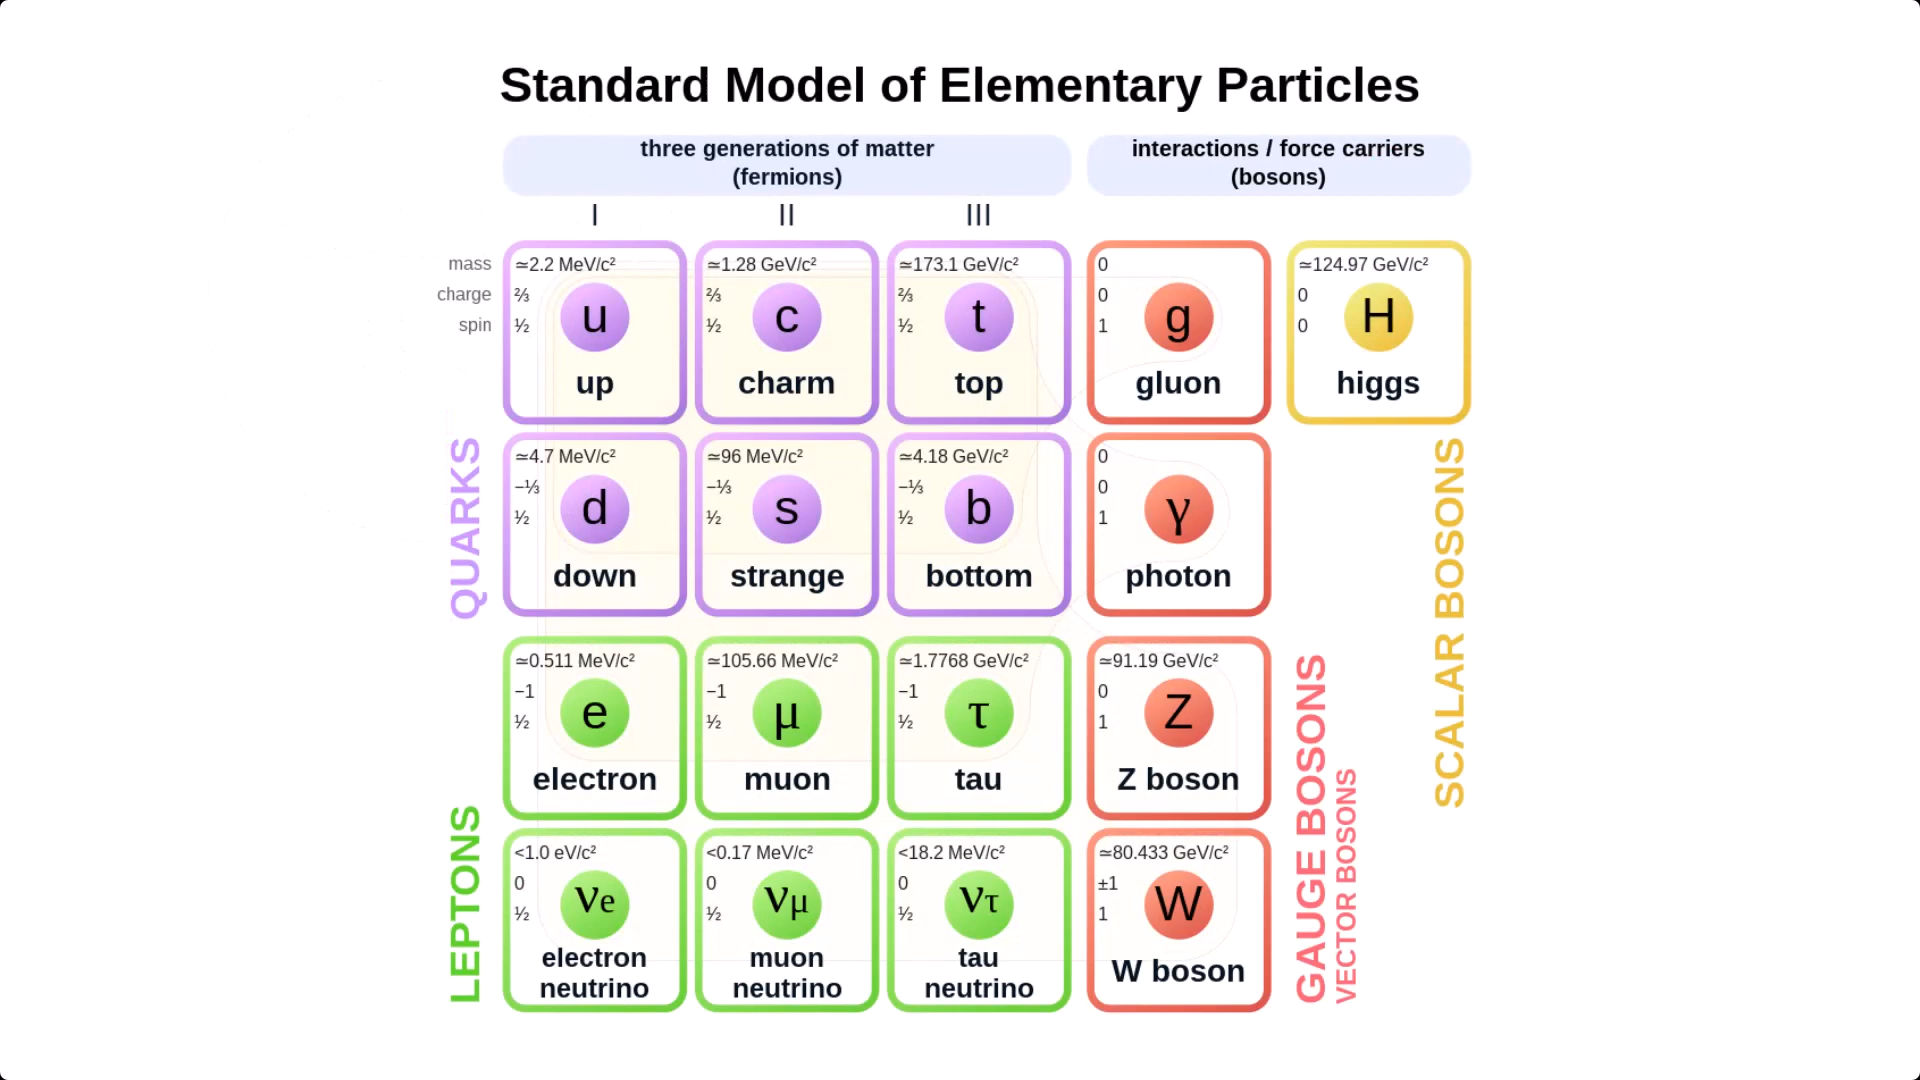 Standard Model of Elementary Particles
three generations of matter
(fermions)
interactions / force carriers
(bosons)
I
II
III
mass
charge
spin
≃2.2 MeV/c²
⅔
½
u
up
≃1.28 GeV/c²
⅔
½
c
charm
≃173.1 GeV/c²
⅔
½
t
top
0
0
1
g
gluon
≃124.97 GeV/c²
0
0
H
higgs
QUARKS
≃4.7 MeV/c²
−⅓
½
d
down
≃96 MeV/c²
−⅓
½
s
strange
≃4.18 GeV/c²
−⅓
½
b
bottom
0
0
1
γ
photon
SCALAR BOSONS
≃0.511 MeV/c²
−1
½
e
electron
≃105.66 MeV/c²
−1
½
μ
muon
≃1.7768 GeV/c²
−1
½
τ
tau
≃91.19 GeV/c²
0
1
Z
Z boson
GAUGE BOSONS
VECTOR BOSONS
LEPTONS
<1.0 eV/c²
0
½
νe
electron
neutrino
<0.17 MeV/c²
0
½
νμ
muon
neutrino
<18.2 MeV/c²
0
½
ντ
tau
neutrino
≃80.433 GeV/c²
±1
1
W
W boson